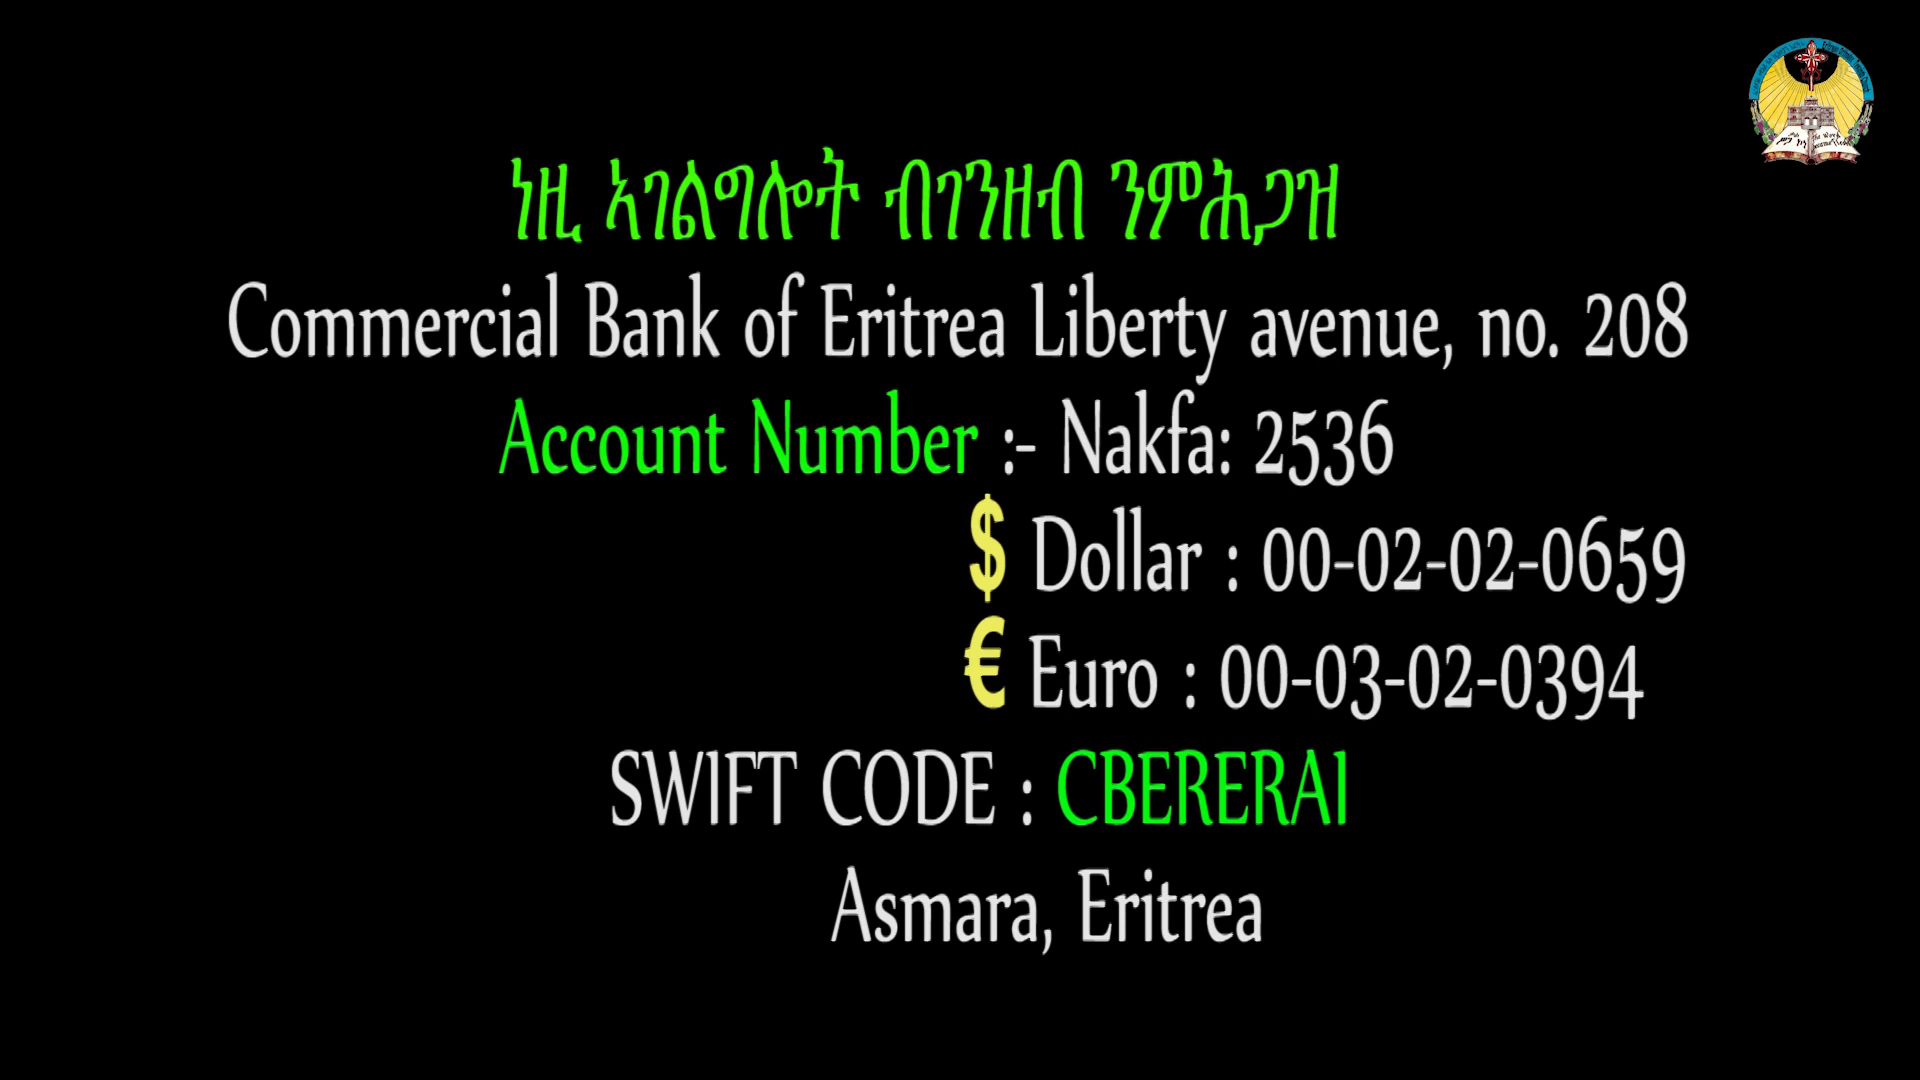 ነዚ ኣገልግሎት ብገንዘብ ንምሕጋዝ
Commercial Bank of Eritrea Liberty avenue, no. 208
Account Number :- Nakfa: 2536
$ Dollar : 00-02-02-0659
€ Euro : 00-03-02-0394
SWIFT CODE : CBERERAI
Asmara, Eritrea